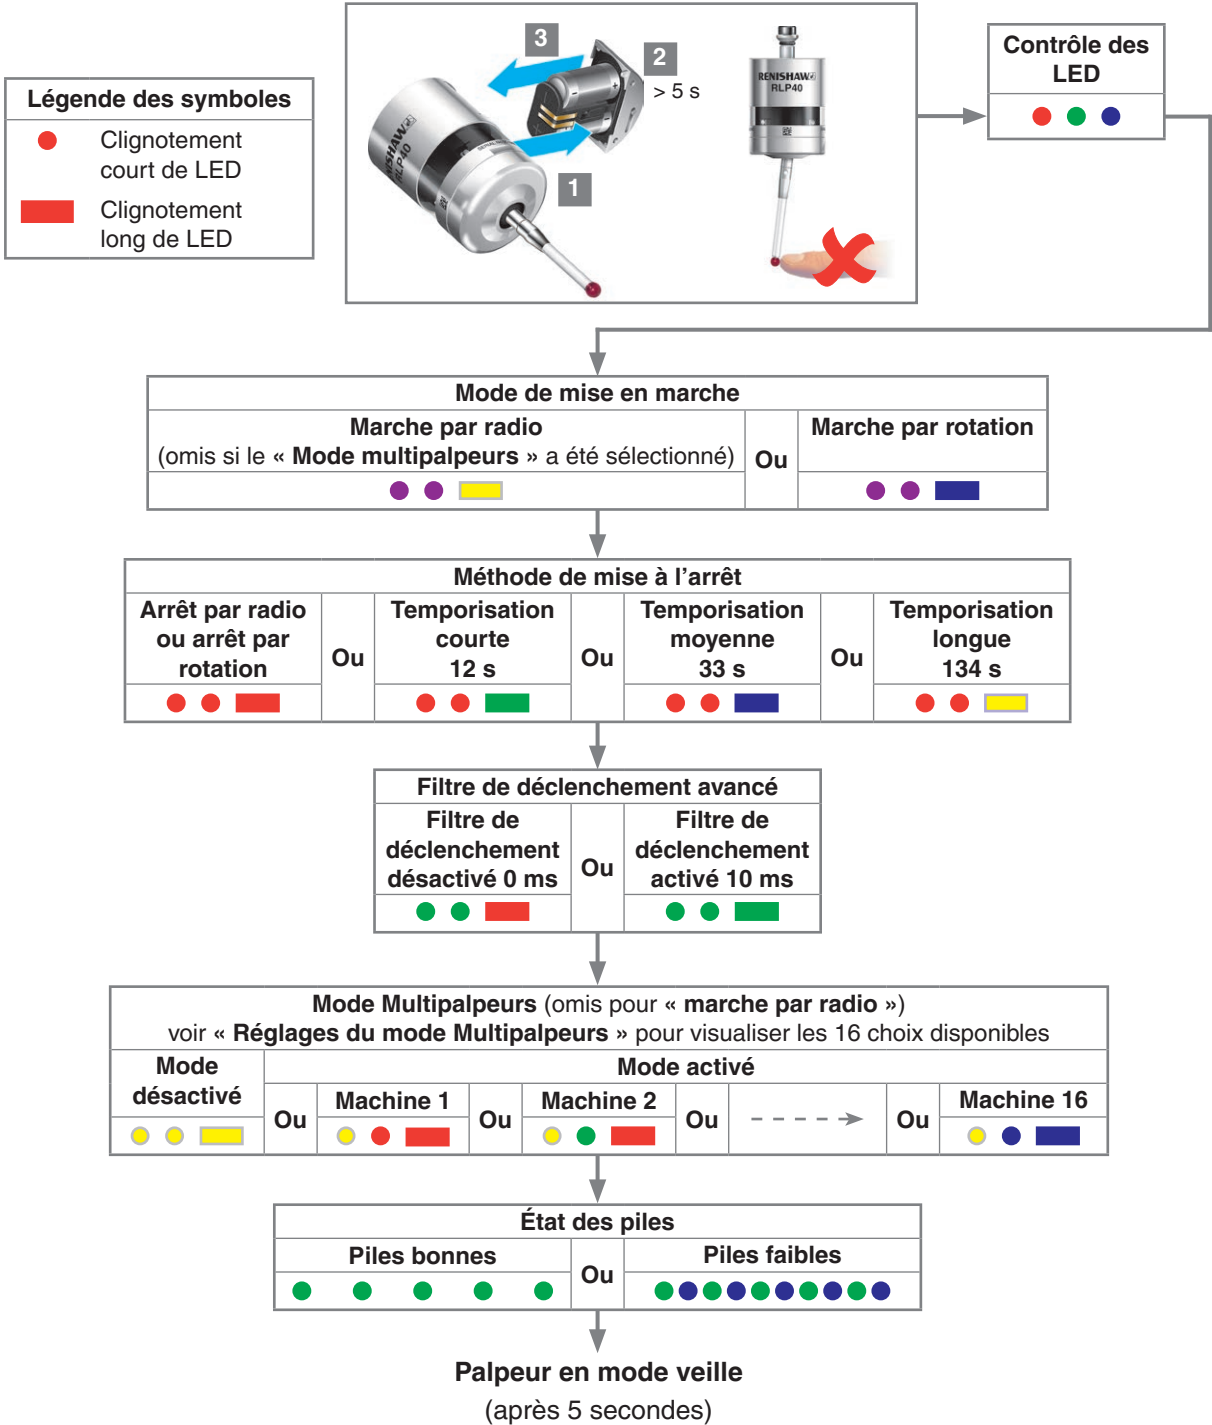 Légende des symboles
Clignotement
court de LED
Clignotement
long de LED
3
2
> 5 s
1
RENISHAW
RLP40
RENISHAW
RLP40
Contrôle des
LED
Mode de mise en marche
Marche par radio
(omis si le « Mode multipalpeurs » a été sélectionné)
Ou
Marche par rotation
Méthode de mise à l’arrêt
Arrêt par radio
ou arrêt par
rotation
Ou
Temporisation
courte
12 s
Ou
Temporisation
moyenne
33 s
Ou
Temporisation
longue
134 s
Filtre de déclenchement avancé
Filtre de
déclenchement
désactivé 0 ms
Ou
Filtre de
déclenchement
activé 10 ms
Mode Multipalpeurs (omis pour « marche par radio »)
voir « Réglages du mode Multipalpeurs » pour visualiser les 16 choix disponibles
Mode
désactivé
Mode activé
Ou
Machine 1
Ou
Machine 2
Ou
Ou
Machine 16
État des piles
Piles bonnes
Ou
Piles faibles
Palpeur en mode veille
(après 5 secondes)